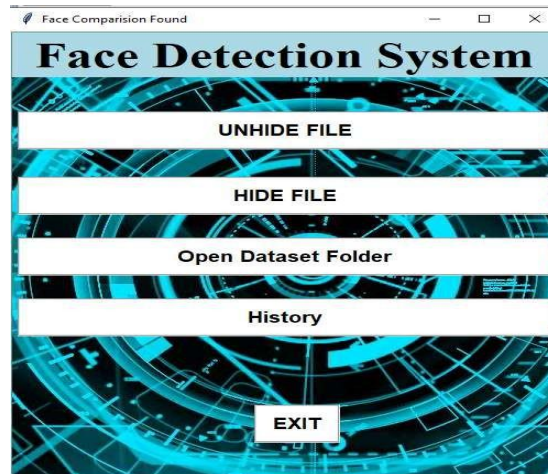 Face Comparision Found
Face Detection System
UNHIDE FILE
HIDE FILE
Open Dataset Folder
History
EXIT